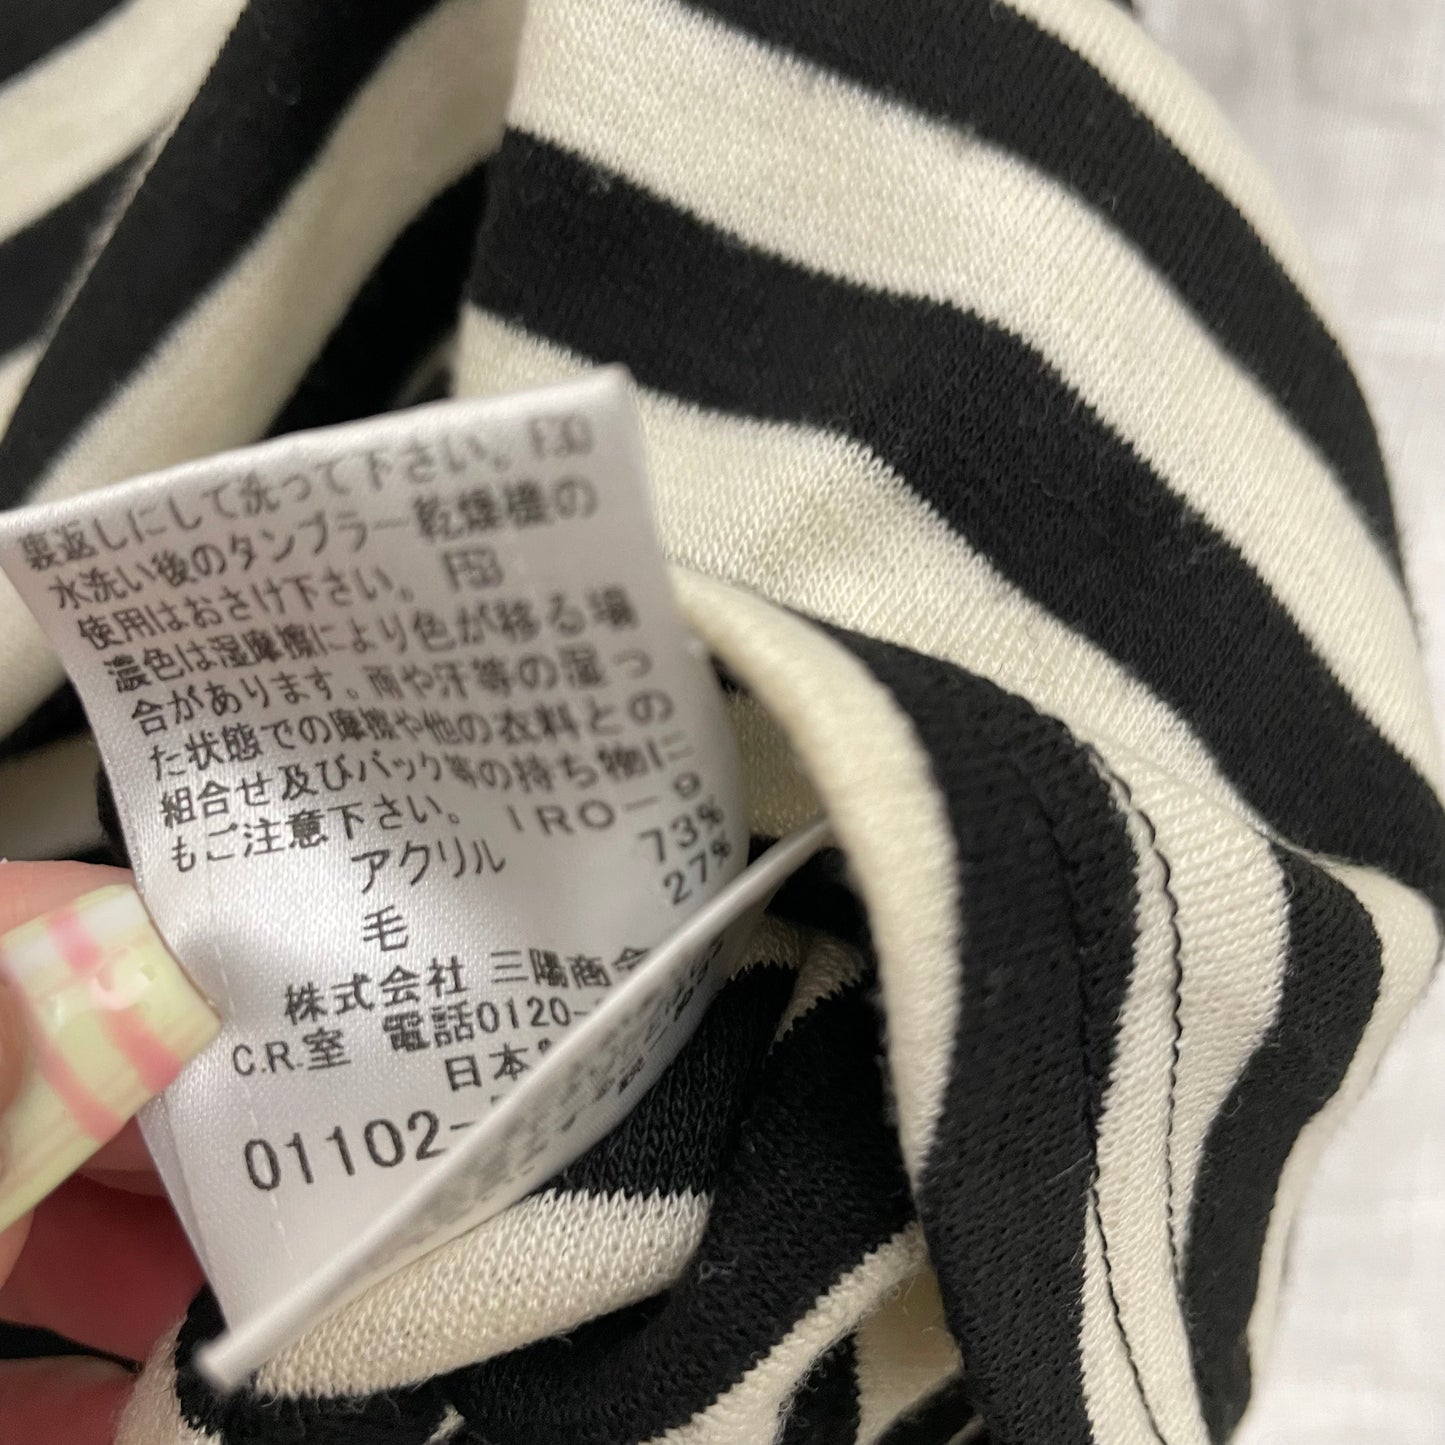 裏返しにして洗って下さい。 F30
水洗い後のタンブラー乾燥機の
使用はおさけ下さい。
濃色は湿摩擦により色が移る場
合があります。雨や汗等の湿っ
た状態での摩擦や他の衣料との
組合せ及びバック等の持ち物に
もご注意下さい。 IRO-9
アクリル 73%
毛 27%
株式会社 三陽商会
C.R.室 電話0120-
日本
01102-